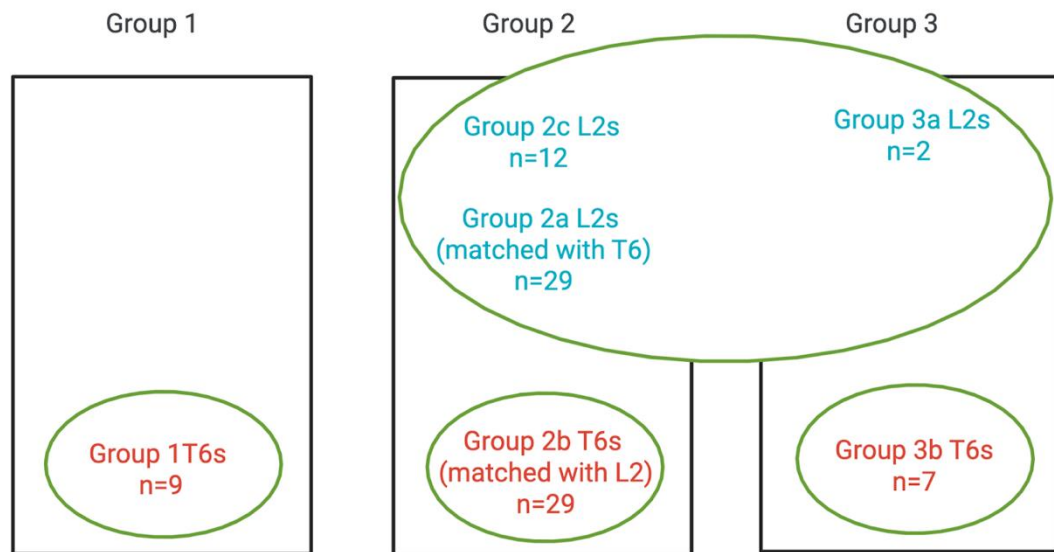 Group 1
Group 2
Group 3
Group 2c L2s
n=12
Group 3a L2s
n=2
Group 2a L2s
(matched with T6)
n=29
Group 1T6s
n=9
Group 2b T6s
(matched with L2)
n=29
Group 3b T6s
n=7